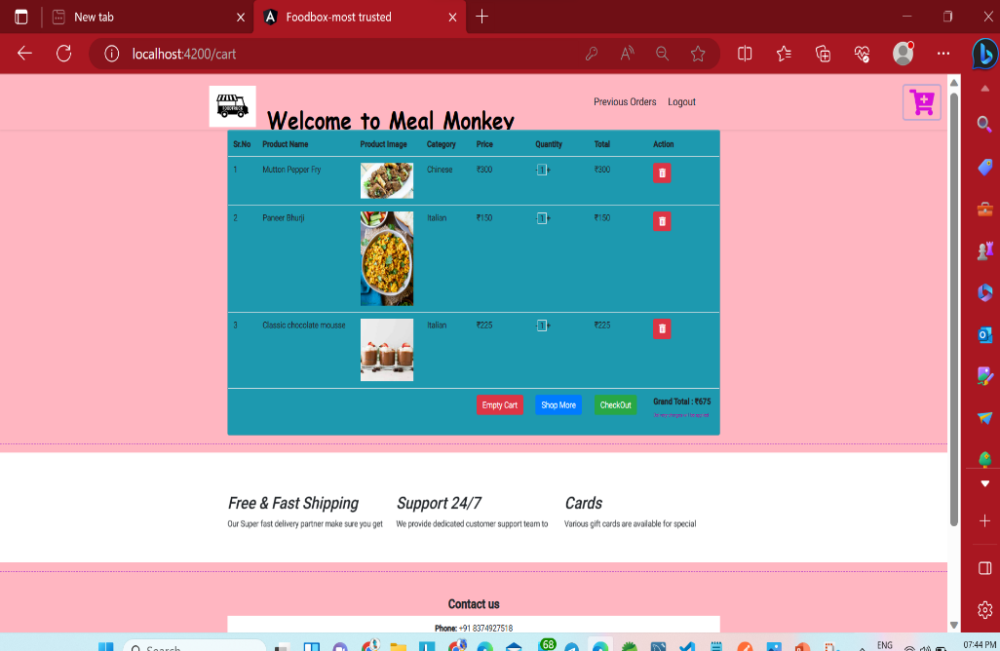 New tab
Foodbox-most trusted
localhost:4200/cart
Previous Orders Logout
Welcome to Meal Monkey
Sr.No Product Name Product Image Category Price Quantity Total Action
1 Mutton Pepper Fry Chinese ₹300 - 1 + ₹300
2 Paneer Bhurji Italian ₹150 - 1 + ₹150
3 Classic chocolate mousse Italian ₹225 - 1 + ₹225
Empty Cart Shop More CheckOut Grand Total : ₹675
Free & Fast Shipping Support 24/7 Cards
Our Super fast delivery partner make sure you get We provide dedicated customer support team to Various gift cards are available for special
Contact us
Phone: +91 8374927518
Search
68
ENG
07:44 PM